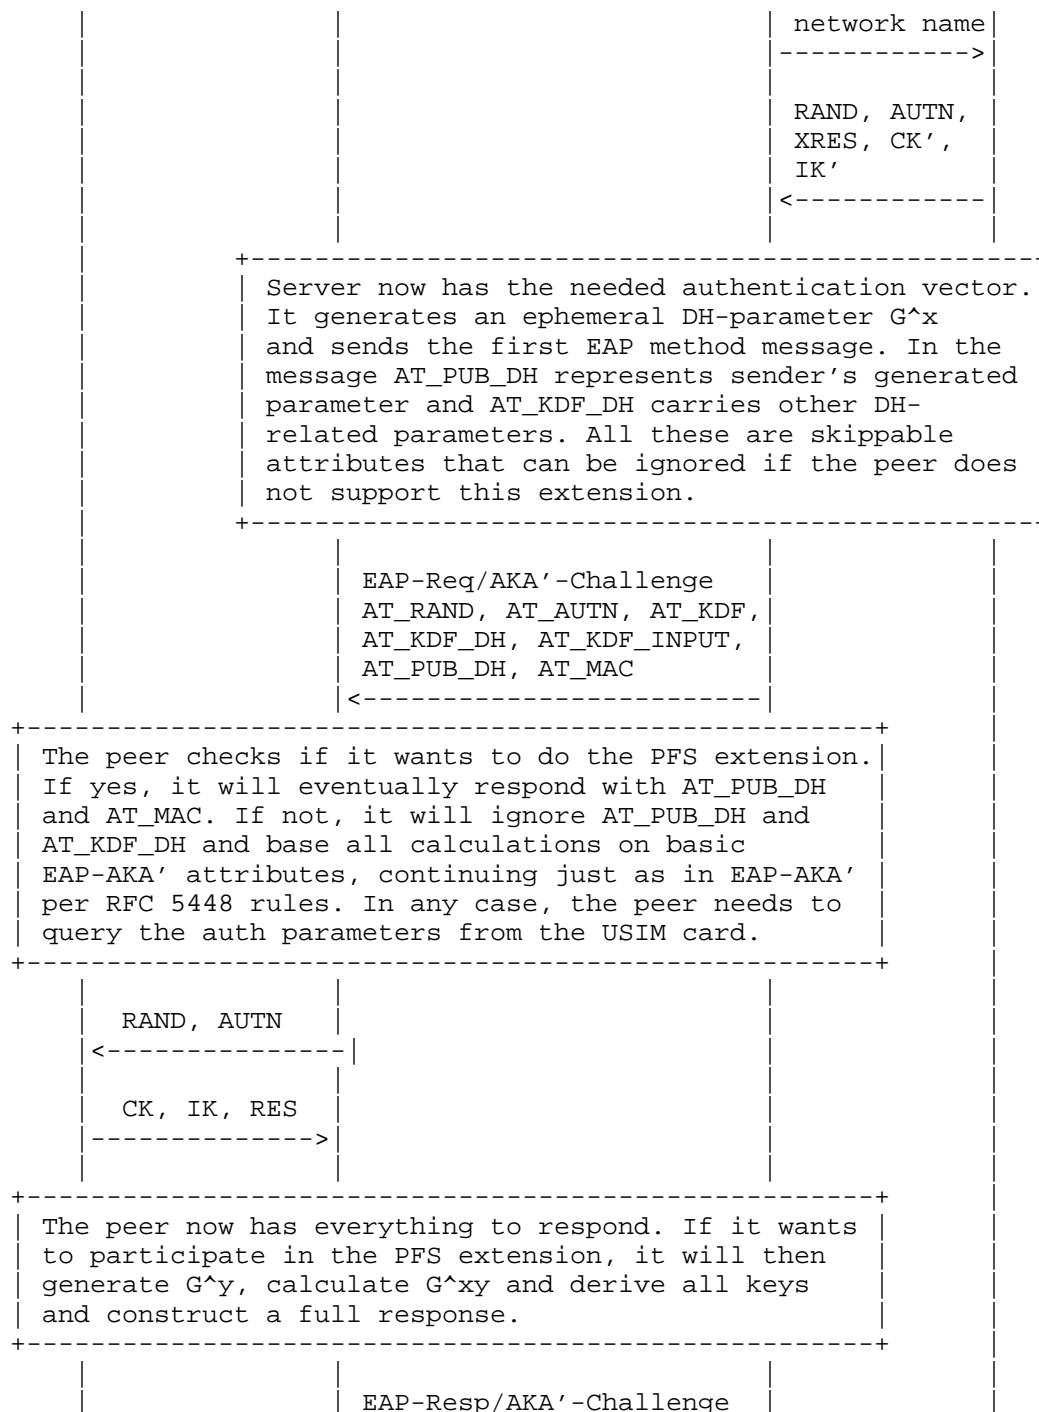 network name
RAND, AUTN,
XRES, CK',
IK'
Server now has the needed authentication vector.
It generates an ephemeral DH-parameter G^x
and sends the first EAP method message. In the
message AT_PUB_DH represents sender's generated
parameter and AT_KDF_DH carries other DH-
related parameters. All these are skippable
attributes that can be ignored if the peer does
not support this extension.
EAP-Req/AKA'-Challenge
AT_RAND, AT_AUTN, AT_KDF,
AT_KDF_DH, AT_KDF_INPUT,
AT_PUB_DH, AT_MAC
The peer checks if it wants to do the PFS extension.
If yes, it will eventually respond with AT_PUB_DH
and AT_MAC. If not, it will ignore AT_PUB_DH and
AT_KDF_DH and base all calculations on basic
EAP-AKA' attributes, continuing just as in EAP-AKA'
per RFC 5448 rules. In any case, the peer needs to
query the auth parameters from the USIM card.
RAND, AUTN
CK, IK, RES
The peer now has everything to respond. If it wants
to participate in the PFS extension, it will then
generate G^y, calculate G^xy and derive all keys
and construct a full response.
EAP-Resp/AKA'-Challenge